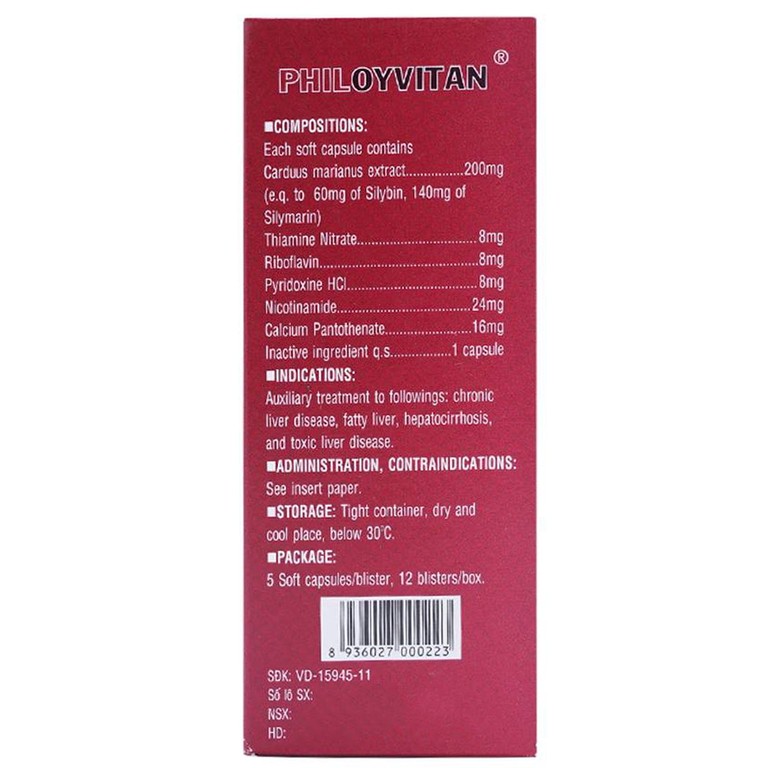 PHILOYVITAN®
■COMPOSITIONS:
Each soft capsule contains
Carduus marianus extract................200mg
(e.q. to 60mg of Silybin, 140mg of
Silymarin)
Thiamine Nitrate..............................8mg
Riboflavin........................................8mg
Pyridoxine HCl.................................8mg
Nicotinamide..................................24mg
Calcium Pantothenate......................16mg
Inactive ingredient q.s.................1 capsule
■INDICATIONS:
Auxiliary treatment to followings: chronic
liver disease, fatty liver, hepatocirrhosis,
and toxic liver disease.
■ADMINISTRATION, CONTRAINDICATIONS:
See insert paper.
■STORAGE: Tight container, dry and
cool place, below 30°C.
■PACKAGE:
5 Soft capsules/blister, 12 blisters/box.
8 936027 000223
SĐK: VD-15945-11
Số lô SX:
NSX:
HD: